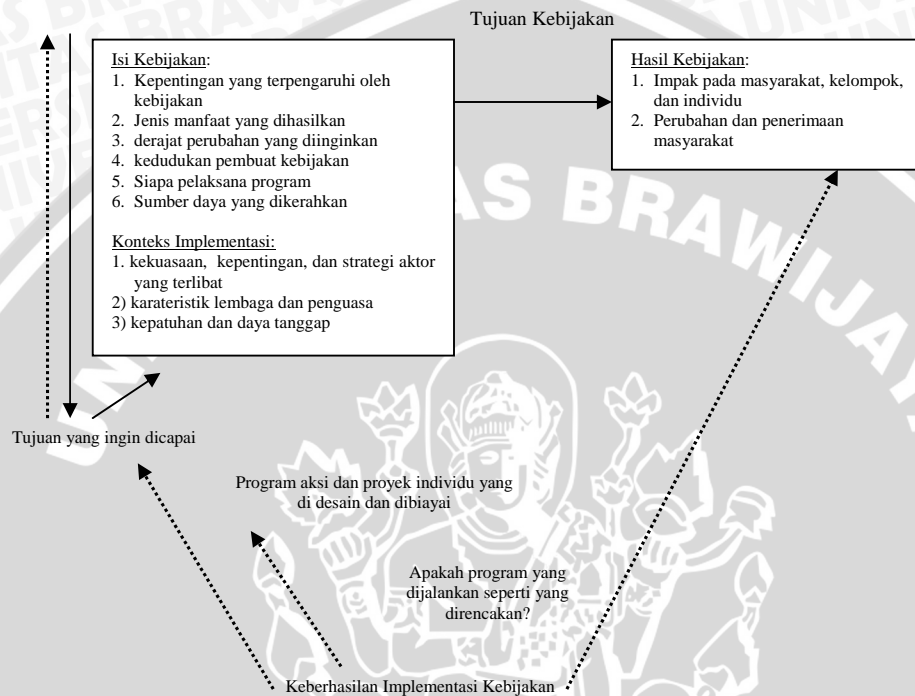 Tujuan Kebijakan
Isi Kebijakan:
1. Kepentingan yang terpengaruhi oleh
kebijakan
2. Jenis manfaat yang dihasilkan
3. derajat perubahan yang diinginkan
4. kedudukan pembuat kebijakan
5. Siapa pelaksana program
6. Sumber daya yang dikerahkan
Konteks Implementasi:
1. kekuasaan, kepentingan, dan strategi aktor
yang terlibat
2) karateristik lembaga dan penguasa
3) kepatuhan dan daya tanggap
Hasil Kebijakan:
1. Impak pada masyarakat, kelompok,
dan individu
2. Perubahan dan penerimaan
masyarakat
Tujuan yang ingin dicapai
Program aksi dan proyek individu yang
di desain dan dibiayai
Apakah program yang
dijalankan seperti yang
direncakan?
Keberhasilan Implementasi Kebijakan
AS BRAWIJAYA